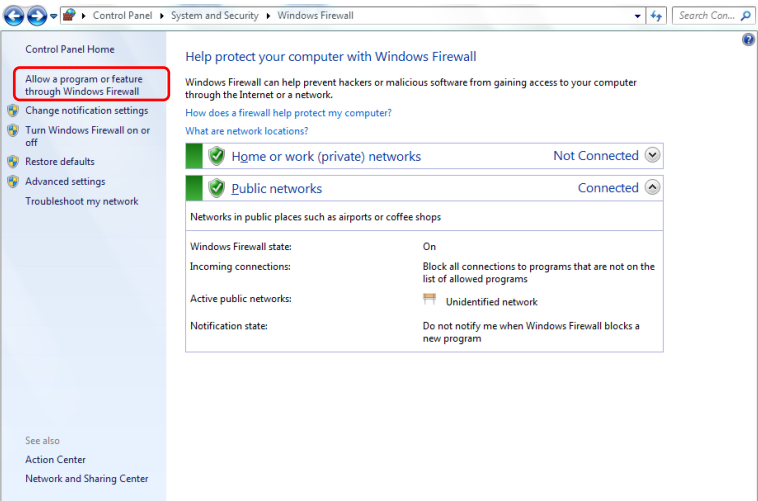 Control Panel ▸ System and Security ▸ Windows Firewall
Search Con...
Control Panel Home
Allow a program or feature
through Windows Firewall
Change notification settings
Turn Windows Firewall on or
off
Restore defaults
Advanced settings
Troubleshoot my network
See also
Action Center
Network and Sharing Center
Help protect your computer with Windows Firewall
Windows Firewall can help prevent hackers or malicious software from gaining access to your computer
through the Internet or a network.
How does a firewall help protect my computer?
What are network locations?
Home or work (private) networks Not Connected
Public networks Connected
Networks in public places such as airports or coffee shops
Windows Firewall state: On
Incoming connections: Block all connections to programs that are not on the
list of allowed programs
Active public networks: Unidentified network
Notification state: Do not notify me when Windows Firewall blocks a
new program